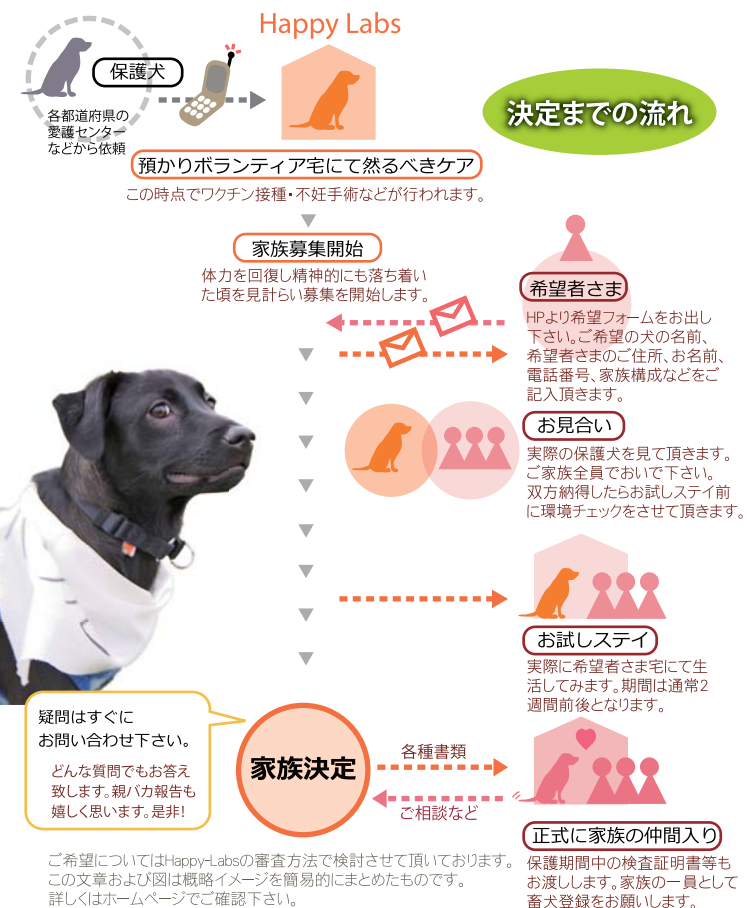 Happy Labs
保護犬
各都道府県の
愛護センター
などから依頼
決定までの流れ
預かりボランティア宅にて然るべきケア
この時点でワクチン接種・不妊手術などが行われます。
家族募集開始
体力を回復し精神的にも落ち着い
た頃を見計らい募集を開始します。
希望者さま
HPより希望フォームをお出し
下さい。ご希望の犬の名前、
希望者さまのご住所、お名前、
電話番号、家族構成などをご
記入頂きます。
お見合い
実際の保護犬を見て頂きます。
ご家族全員でおいで下さい。
双方納得したらお試しステイ前
に環境チェックをさせて頂きます。
お試しステイ
実際に希望者さま宅にて生
活してみます。期間は通常2
週間前後となります。
疑問はすぐに
お問い合わせ下さい。
どんな質問でもお答え
致します。親バカ報告も
嬉しく思います。是非!
家族決定
各種書類
ご相談など
正式に家族の仲間入り
保護期間中の検査証明書等も
お渡しします。家族の一員として
畜犬登録をお願いします。
ご希望についてはHappy-Labsの審査方法で検討させて頂いております。
この文章および図は概略イメージを簡易的にまとめたものです。
詳しくはホームページでご確認下さい。